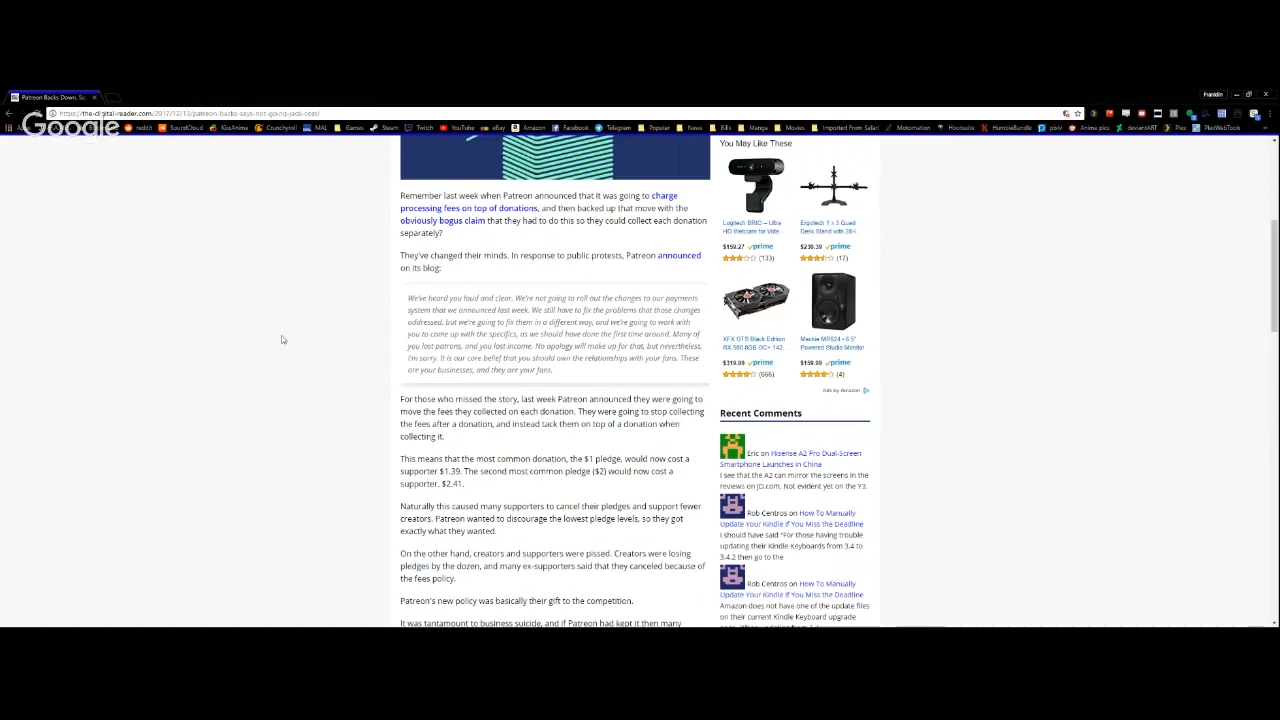 Patreon Backs Down, Sa
Franklin
https://the-digital-reader.com/2017/12/13/patreon-backs-says-not-going-jack-cost/
Google
reddit SoundCloud KissAnime Crunchyroll MAL Games Steam Twitch YouTube eBay Amazon Facebook Telegram Popular News Bills Manga Movies Imported From Safari Motomation Hootsuite HumbleBundle pixiv Anime pics deviantART Plex PlexWebTools
Remember last week when Patreon announced that it was going to charge
processing fees on top of donations, and then backed up that move with the
obviously bogus claim that they had to do this so they could collect each donation
separately?
They've changed their minds. In response to public protests, Patreon announced
on its blog:
We've heard you loud and clear. We're not going to roll out the changes to our payments
system that we announced last week. We still have to fix the problems that those changes
addressed, but we're going to fix them in a different way, and we're going to work with
you to come up with the specifics, as we should have done the first time around. Many of
you lost patrons, and you lost income. No apology will make up for that, but nevertheless,
I'm sorry. It is our core belief that you should own the relationships with your fans. These
are your businesses, and they are your fans.
For those who missed the story, last week Patreon announced they were going to
move the fees they collected on each donation. They were going to stop collecting
the fees after a donation, and instead tack them on top of a donation when
collecting it.
This means that the most common donation, the $1 pledge, would now cost a
supporter $1.39. The second most common pledge ($2) would now cost a
supporter. $2.41.
Naturally this caused many supporters to cancel their pledges and support fewer
creators. Patreon wanted to discourage the lowest pledge levels, so they got
exactly what they wanted.
On the other hand, creators and supporters were pissed. Creators were losing
pledges by the dozen, and many ex-supporters said that they canceled because of
the fees policy.
Patreon's new policy was basically their gift to the competition.
It was tantamount to business suicide, and if Patreon had kept it then many
You May Like These
Logitech BRIO – Ultra
HD Webcam for Vide...
$159.27 prime
(133)
Ergotech 1 x 3 Quad
Desk Stand with 28-I...
$230.39 prime
(17)
XFX GTS Black Edition
RX 580 8GB OC+ 142...
$319.99 prime
(666)
Mackie MR524 • 6.5"
Powered Studio Monitor
$159.99 prime
(4)
Ads by Amazon
Recent Comments
Eric on Hisense A2 Pro Dual-Screen
Smartphone Launches in China
I see that the A2 can mirror the screens in the
reviews on JD.com. Not evident yet on the Y3.
Rob Centros on How To Manually
Update Your Kindle If You Miss the Deadline
I should have said "For those having trouble
updating their Kindle Keyboards from 3.4 to
3.4.2 then go to the
Rob Centros on How To Manually
Update Your Kindle If You Miss the Deadline
Amazon does not have one of the update files
on their current Kindle Keyboard upgrade